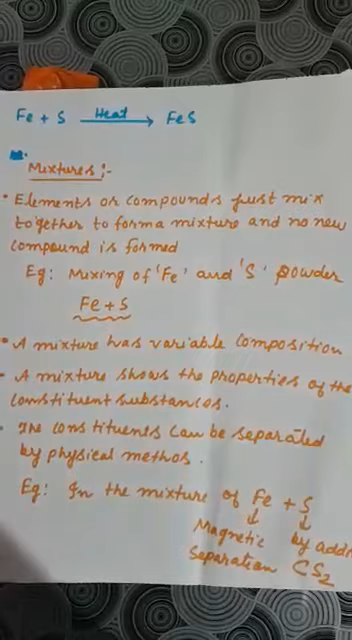 Fe + S Heat → FeS
Mixtures :-
• Elements or compounds just mix
together to form a mixture and no new
compound is formed
Eg: Mixing of 'Fe' and 'S' powder
Fe + S
• A mixture has variable composition
- A mixture shows the properties of the
constituent substances.
• The constituents can be separated
by physical methos.
Eg: In the mixture of Fe + S
↓ ↓
Magnetic by addi
Separation CS₂